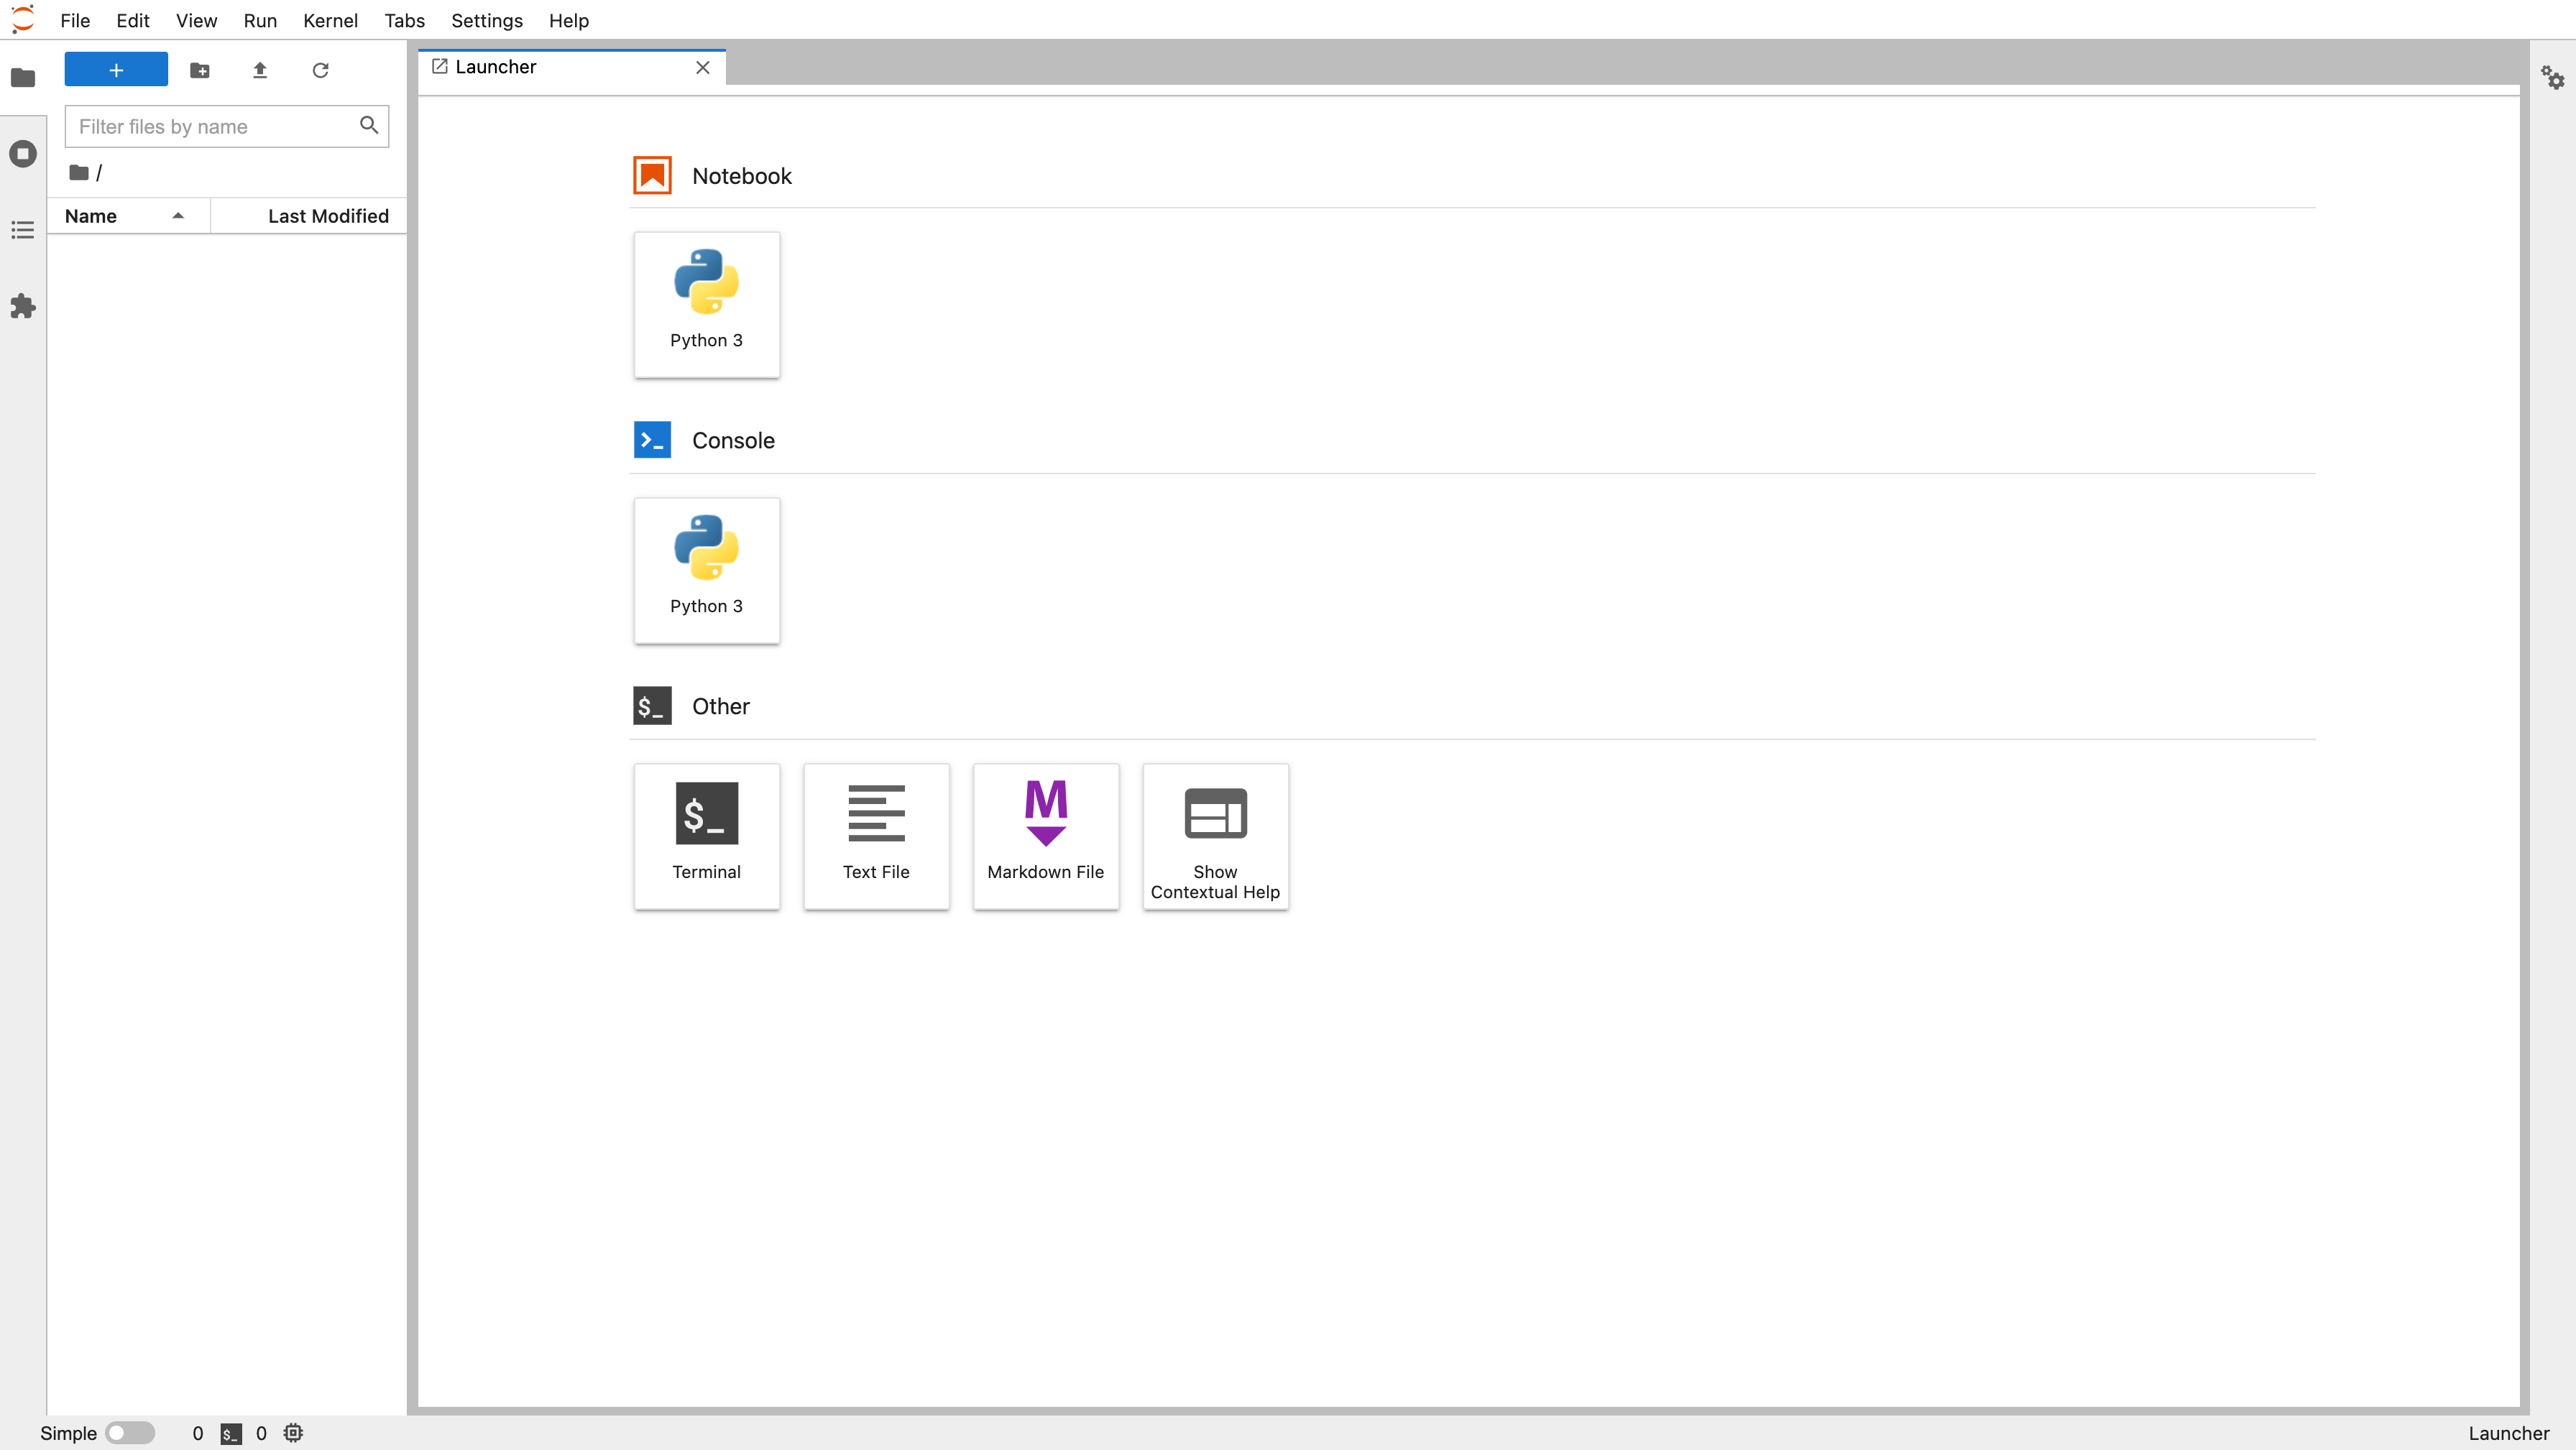 File Edit View Run Kernel Tabs Settings Help
+
Filter files by name
/
Name Last Modified
Launcher
Notebook
Python 3
>_ Console
Python 3
$_ Other
$_
Terminal
Text File
M
Markdown File
Show
Contextual Help
Simple 0 $_ 0
Launcher